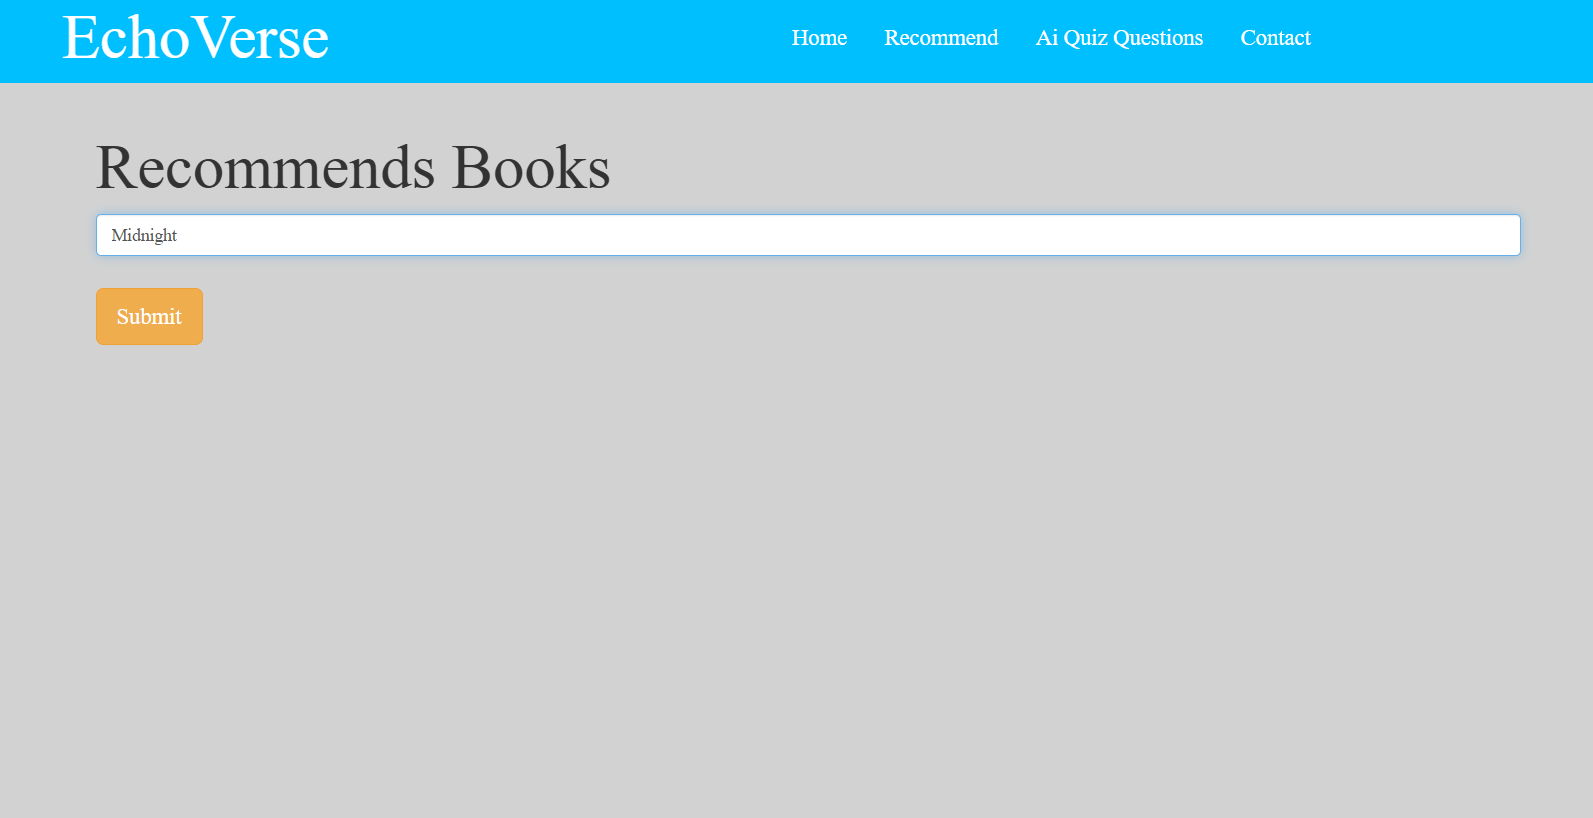 EchoVerse
Home Recommend Ai Quiz Questions Contact
Recommends Books
Midnight
Submit